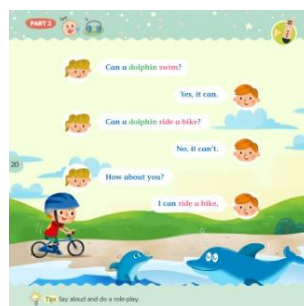 PART 2
Can a dolphin swim?
Yes, it can.
Can a dolphin ride a bike?
No, it can't.
20
How about you?
I can ride a bike.
Tips Say aloud and do a role-play.